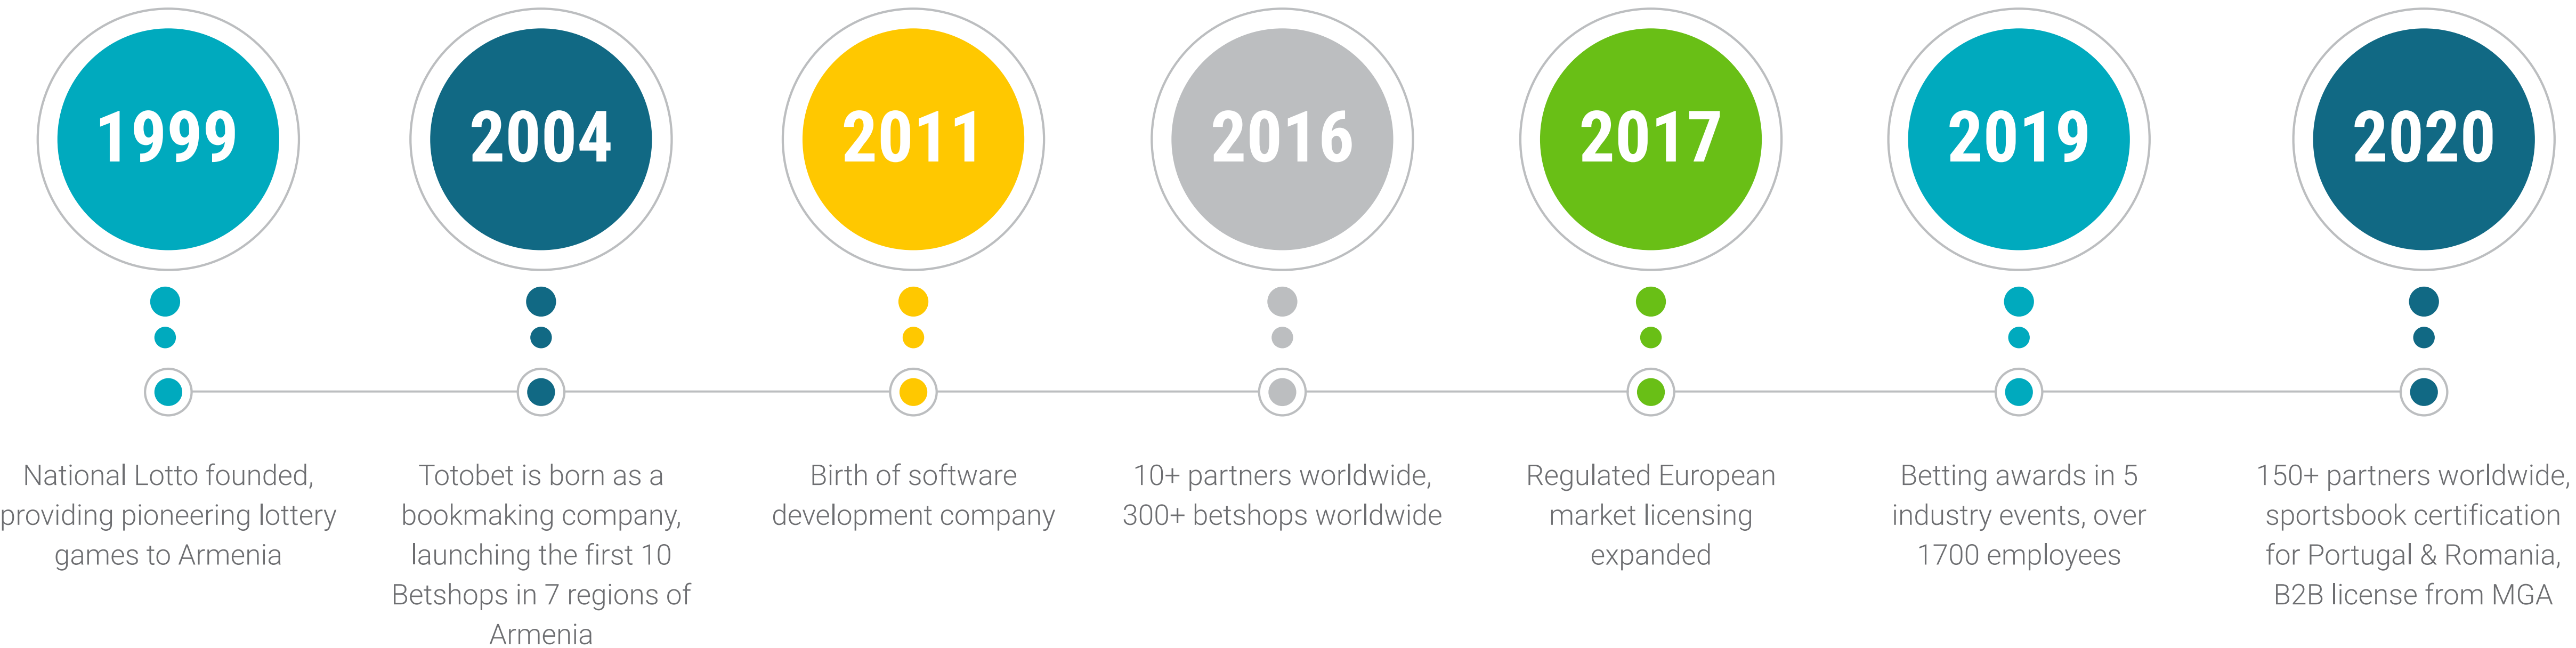 1999
National Lotto founded,
providing pioneering lottery
games to Armenia
2004
Totobet is born as a
bookmaking company,
launching the first 10
Betshops in 7 regions of
Armenia
2011
Birth of software
development company
2016
10+ partners worldwide,
300+ betshops worldwide
2017
Regulated European
market licensing
expanded
2019
Betting awards in 5
industry events, over
1700 employees
2020
150+ partners worldwide,
sportsbook certification
for Portugal & Romania,
B2B license from MGA